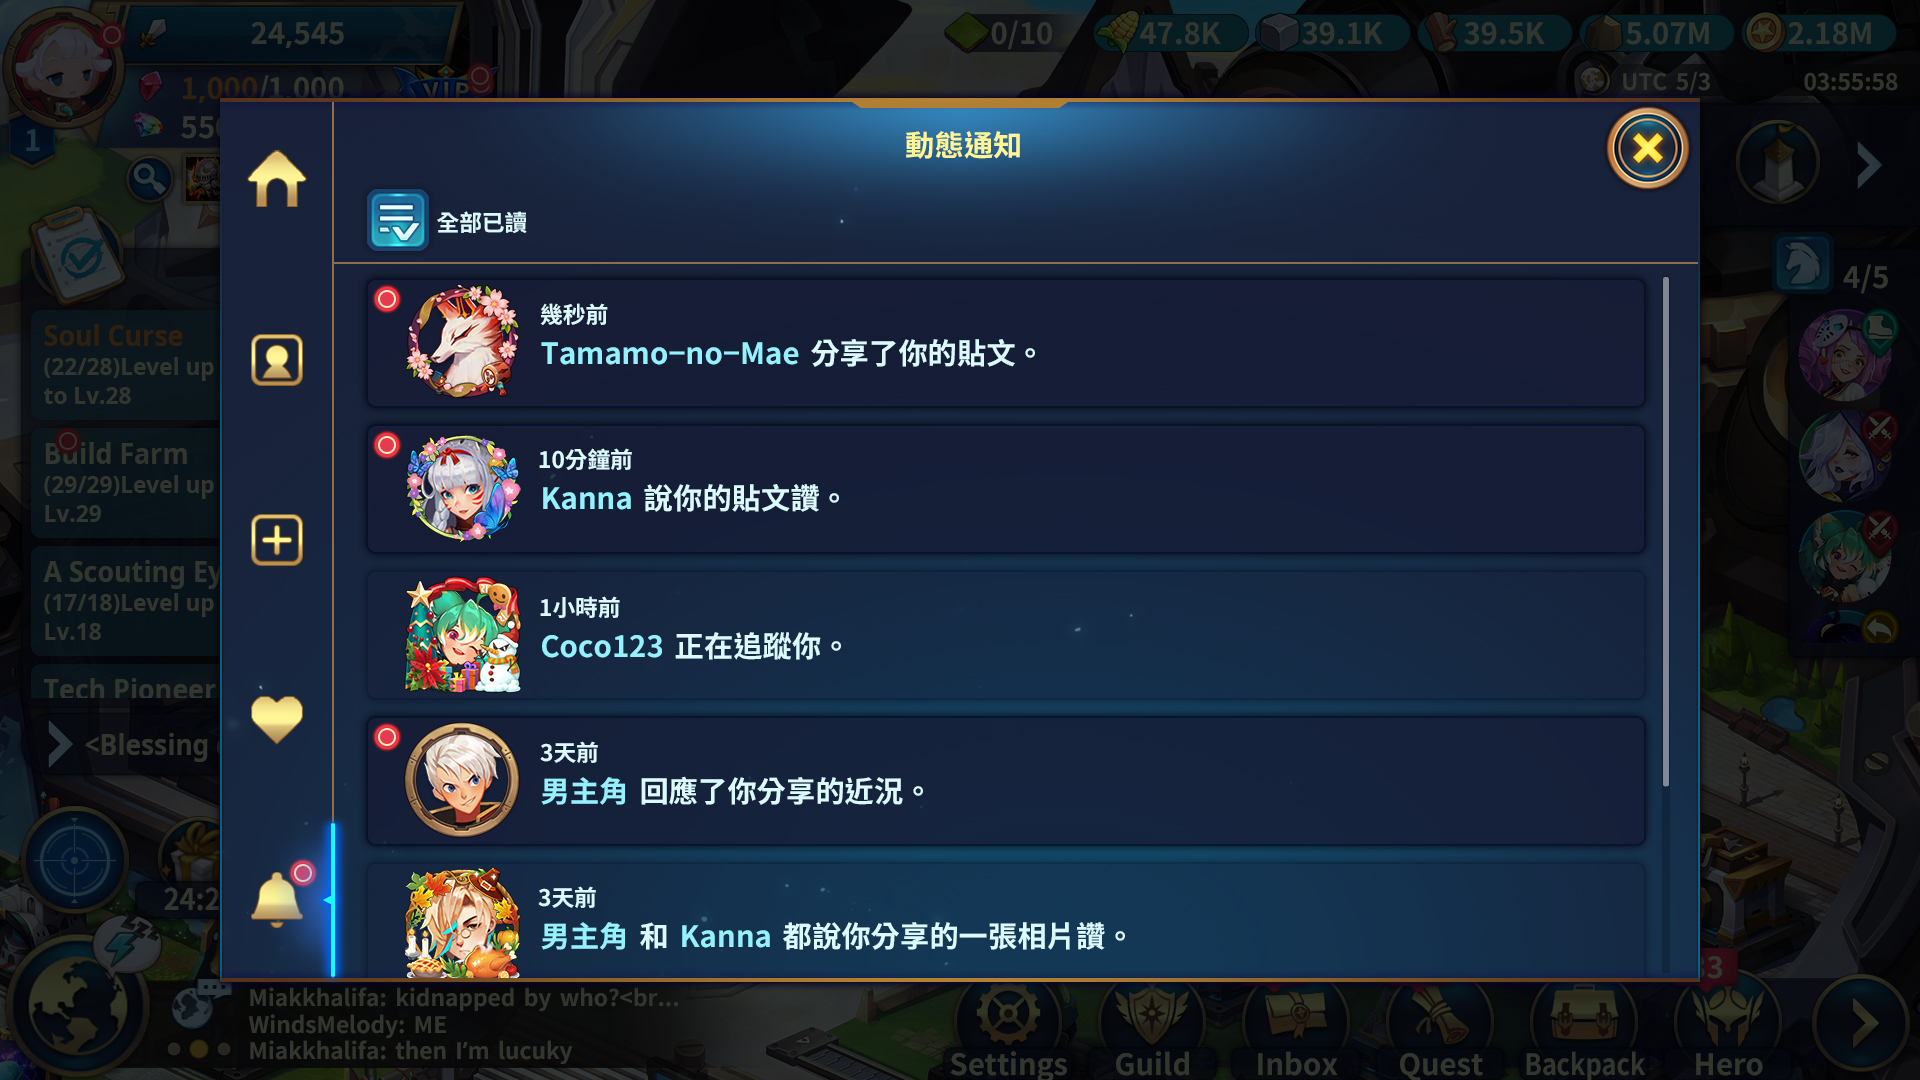 24,545
0/10
47.8K
39.1K
39.5K
5.07M
2.18M
1,000/1,000
VIP
UTC 5/3
03:55:58
550
1
動態通知
全部已讀
4/5
幾秒前
Tamamo-no-Mae 分享了你的貼文。
10分鐘前
Kanna 說你的貼文讚。
1小時前
Coco123 正在追蹤你。
3天前
男主角 回應了你分享的近況。
3天前
男主角 和 Kanna 都說你分享的一張相片讚。
Soul Curse
(22/28)Level up
to Lv.28
Build Farm
(29/29)Level up
Lv.29
A Scouting Ey
(17/18)Level up
Lv.18
Tech Pioneer
<Blessing
24:2
33
Miakkhalifa: kidnapped by who?<br...
WindsMelody: ME
Miakkhalifa: then I'm lucuky
Settings
Guild
Inbox
Quest
Backpack
Hero